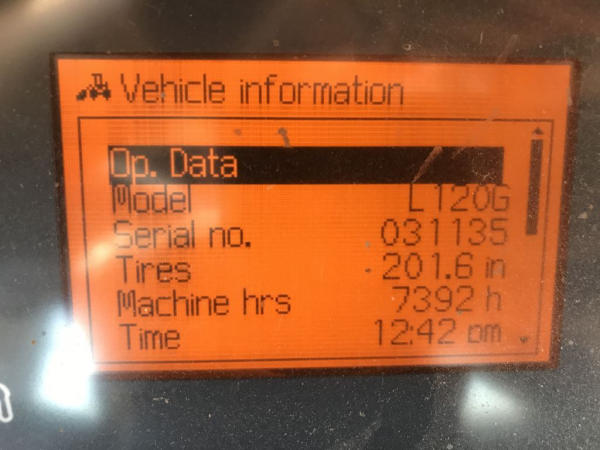 Vehicle information
Op. Data
Model L120G
Serial no. 031135
Tires 201.6 in
Machine hrs 7392 h
Time 12:42 pm